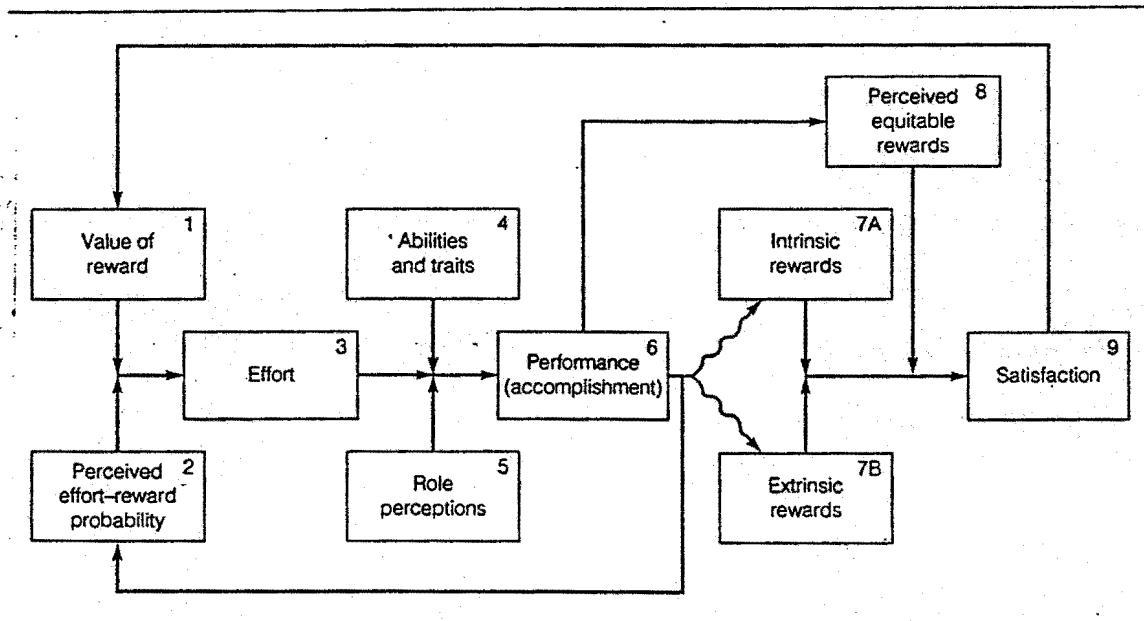 8
Perceived
equitable
rewards
1
Value of
reward
4
Abilities
and traits
7A
Intrinsic
rewards
3
Effort
6
Performance
(accomplishment)
9
Satisfaction
2
Perceived
effort–reward
probability
5
Role
perceptions
7B
Extrinsic
rewards